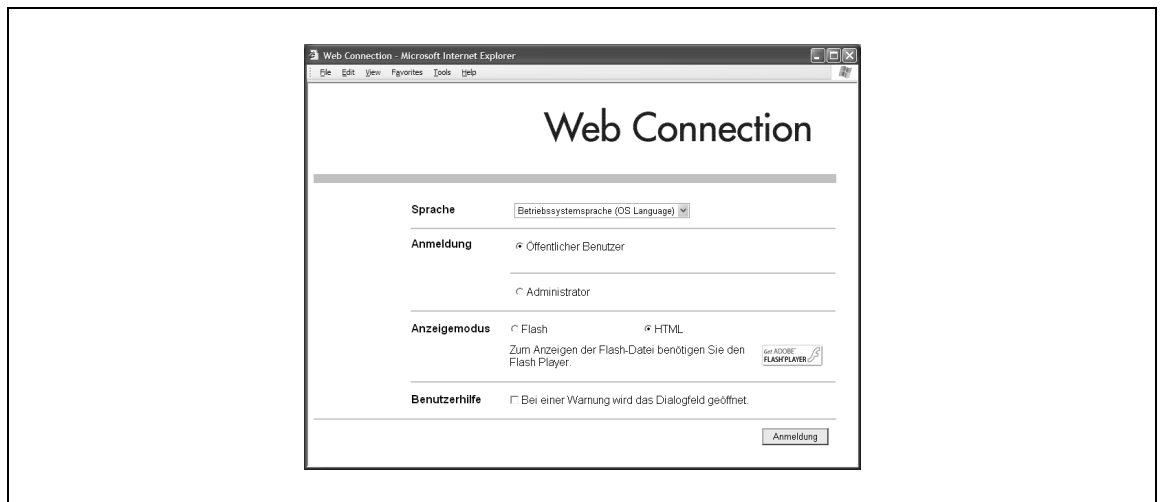 Web Connection - Microsoft Internet Explorer
File Edit View Favorites Tools Help
Web Connection
Sprache Betriebssystemsprache (OS Language)
Anmeldung Öffentlicher Benutzer
Administrator
Anzeigemodus Flash HTML
Zum Anzeigen der Flash-Datei benötigen Sie den
Flash Player.
Get ADOBE
FLASH PLAYER
Benutzerhilfe Bei einer Warnung wird das Dialogfeld geöffnet.
Anmeldung